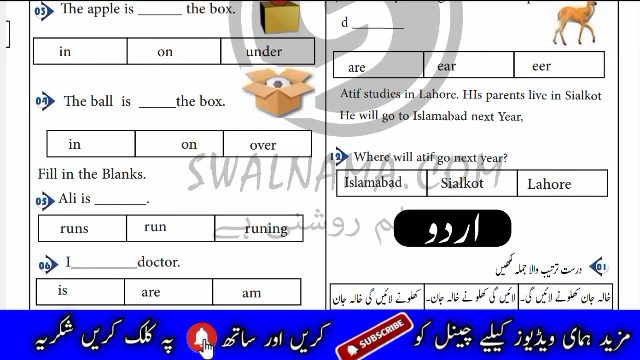 03 The apple is ______ the box.
in on under
04 The ball is _____the box.
in on over
Fill in the Blanks.
05 Ali is _______.
runs run runing
06 I_________doctor.
is are am
d ________
are ear eer
Atif studies in Lahore. HIs parents live in Sialkot
He will go to Islamabad next Year,
12 Where will atif go next year?
Islamabad Sialkot Lahore
SWALNAMA.COM
اردو
01 درست ترتیب والا جملہ لکھیں
خالہ جان کھلونے لائیں گی۔ لائیں گی کھلونے خالہ جان۔ کھلونے لائیں گی خالہ جان
مزید ہمای ویڈیوز کیلیے چینل کو SUBSCRIBE کریں اور ساتھ پہ کلک کریں شکریہ